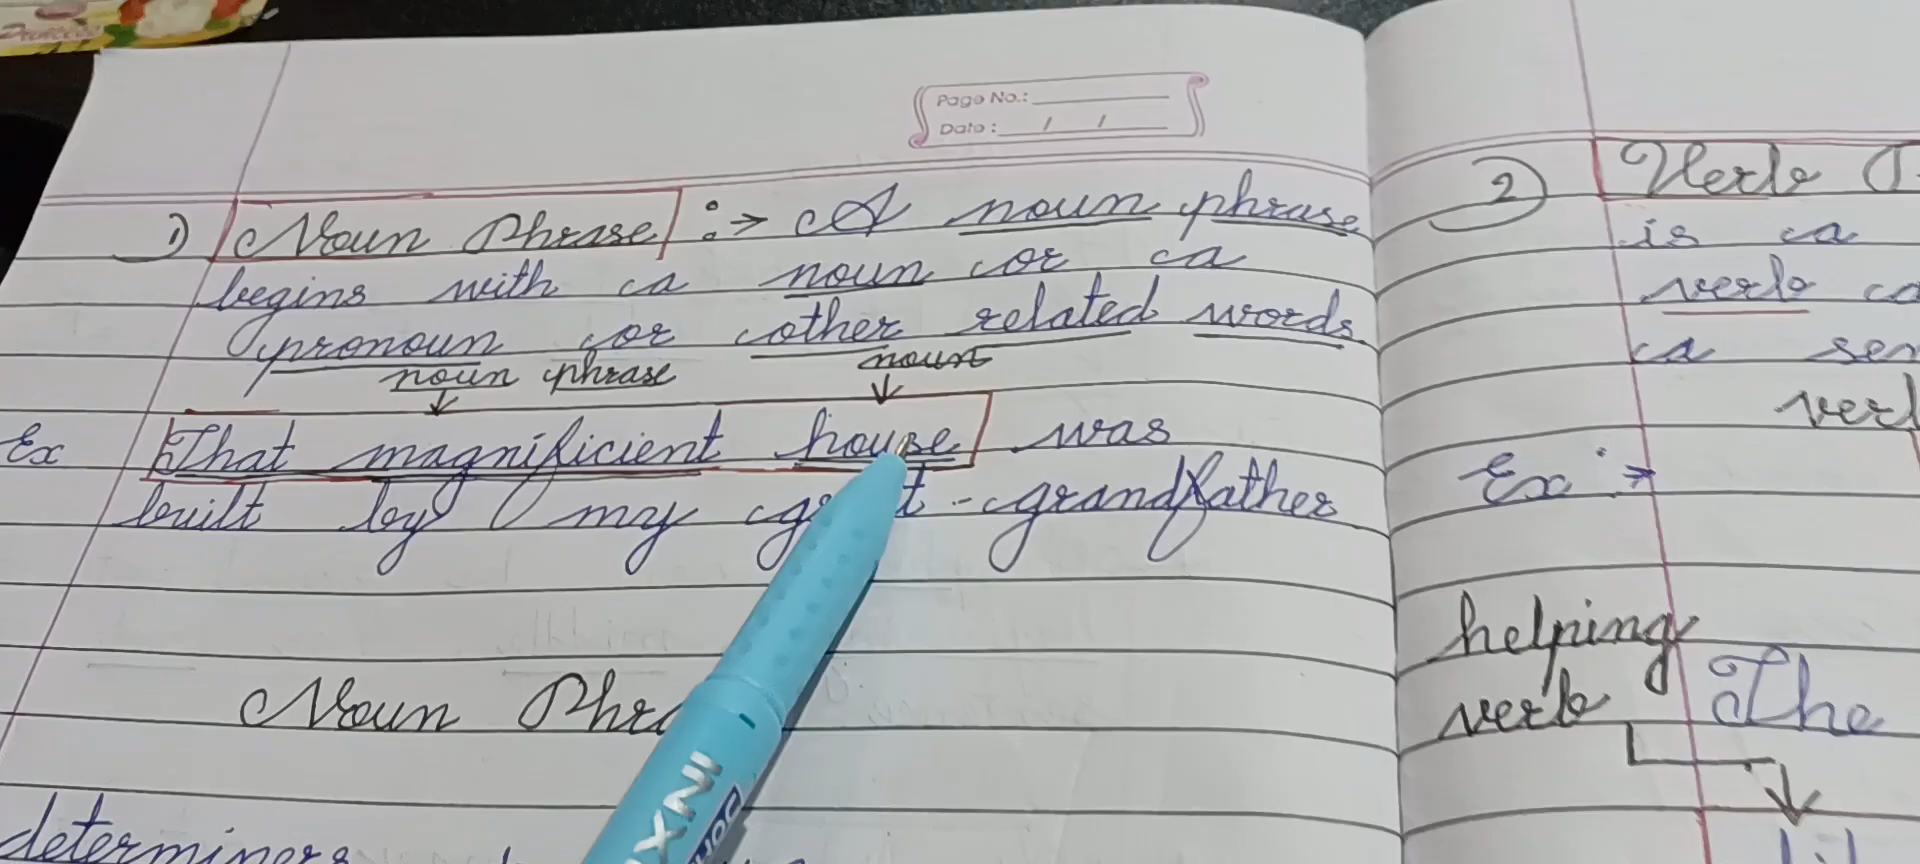 Princess
Page No.:
Date: / /
1) Noun Phrase :→ A noun phrase
begins with a noun or a
pronoun or other related words.
noun phrase noun
Ex That magnificient house was
built by my great-grandfather
Noun
determiners
2) Verb
is a
verb
a
Ex :→
helping
verb The